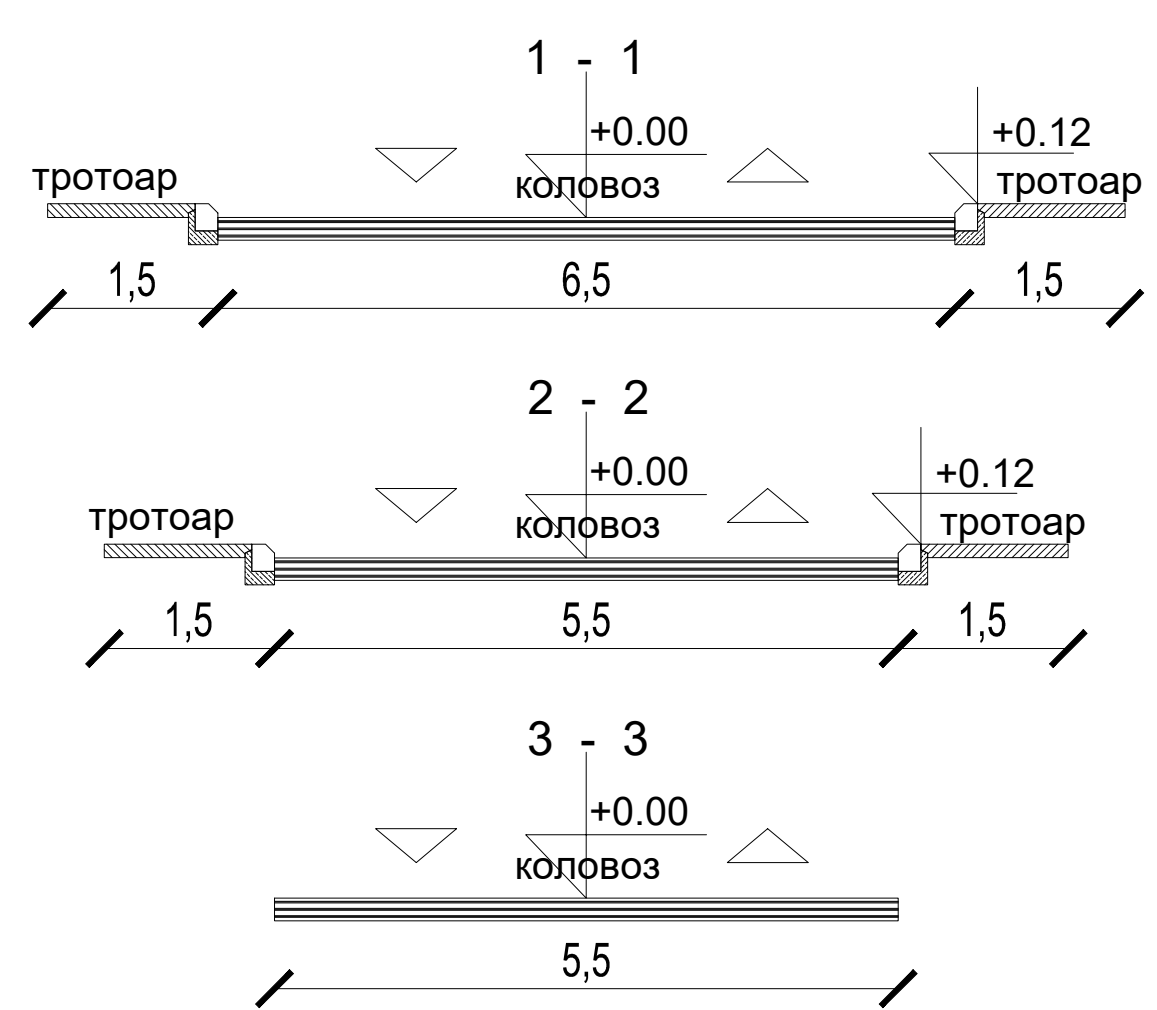 1 - 1
+0.00
+0.12
тротоар
коловоз
тротоар
1,5
6,5
1,5
2 - 2
+0.00
+0.12
тротоар
коловоз
тротоар
1,5
5,5
1,5
3 - 3
+0.00
коловоз
5,5